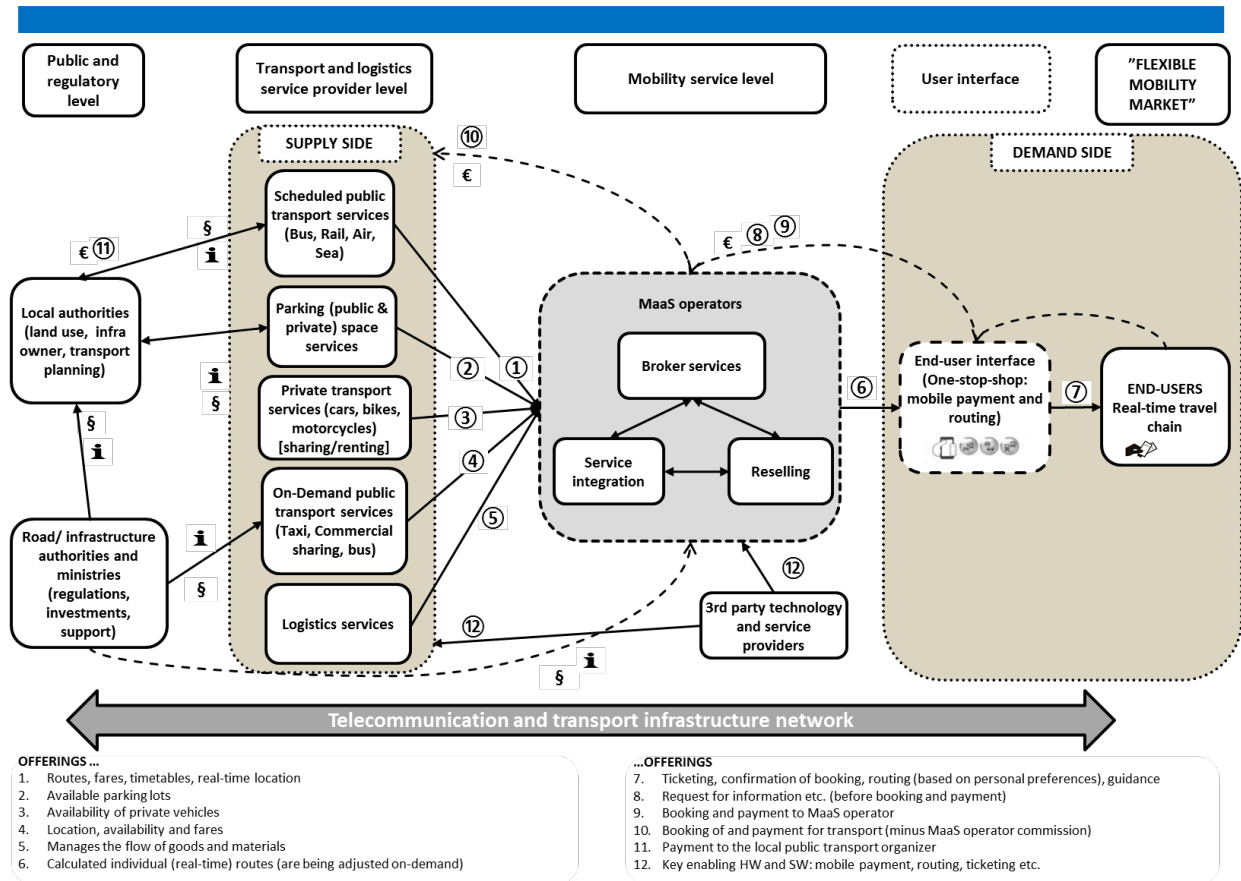 Public and
regulatory
level
Transport and logistics
service provider level
Mobility service level
User interface
”FLEXIBLE
MOBILITY
MARKET”
SUPPLY SIDE
DEMAND SIDE
Scheduled public
transport services
(Bus, Rail, Air,
Sea)
Parking (public &
private) space
services
Private transport
services (cars, bikes,
motorcycles)
[sharing/renting]
On-Demand public
transport services
(Taxi, Commercial
sharing, bus)
Logistics services
Local authorities
(land use, infra
owner, transport
planning)
Road/ infrastructure
authorities and
ministries
(regulations,
investments,
support)
€ ⑪
§
i
i
§
§
i
i
§
⑩
€
€ ⑧ ⑨
①
②
③
④
⑤
MaaS operators
Broker services
Service
integration
Reselling
⑥
End-user interface
(One-stop-shop:
mobile payment and
routing)
⑦
END-USERS
Real-time travel
chain
⑫
⑫
3rd party technology
and service
providers
i
§
Telecommunication and transport infrastructure network
OFFERINGS ...
1. Routes, fares, timetables, real-time location
2. Available parking lots
3. Availability of private vehicles
4. Location, availability and fares
5. Manages the flow of goods and materials
6. Calculated individual (real-time) routes (are being adjusted on-demand)
...OFFERINGS
7. Ticketing, confirmation of booking, routing (based on personal preferences), guidance
8. Request for information etc. (before booking and payment)
9. Booking and payment to MaaS operator
10. Booking of and payment for transport (minus MaaS operator commission)
11. Payment to the local public transport organizer
12. Key enabling HW and SW: mobile payment, routing, ticketing etc.